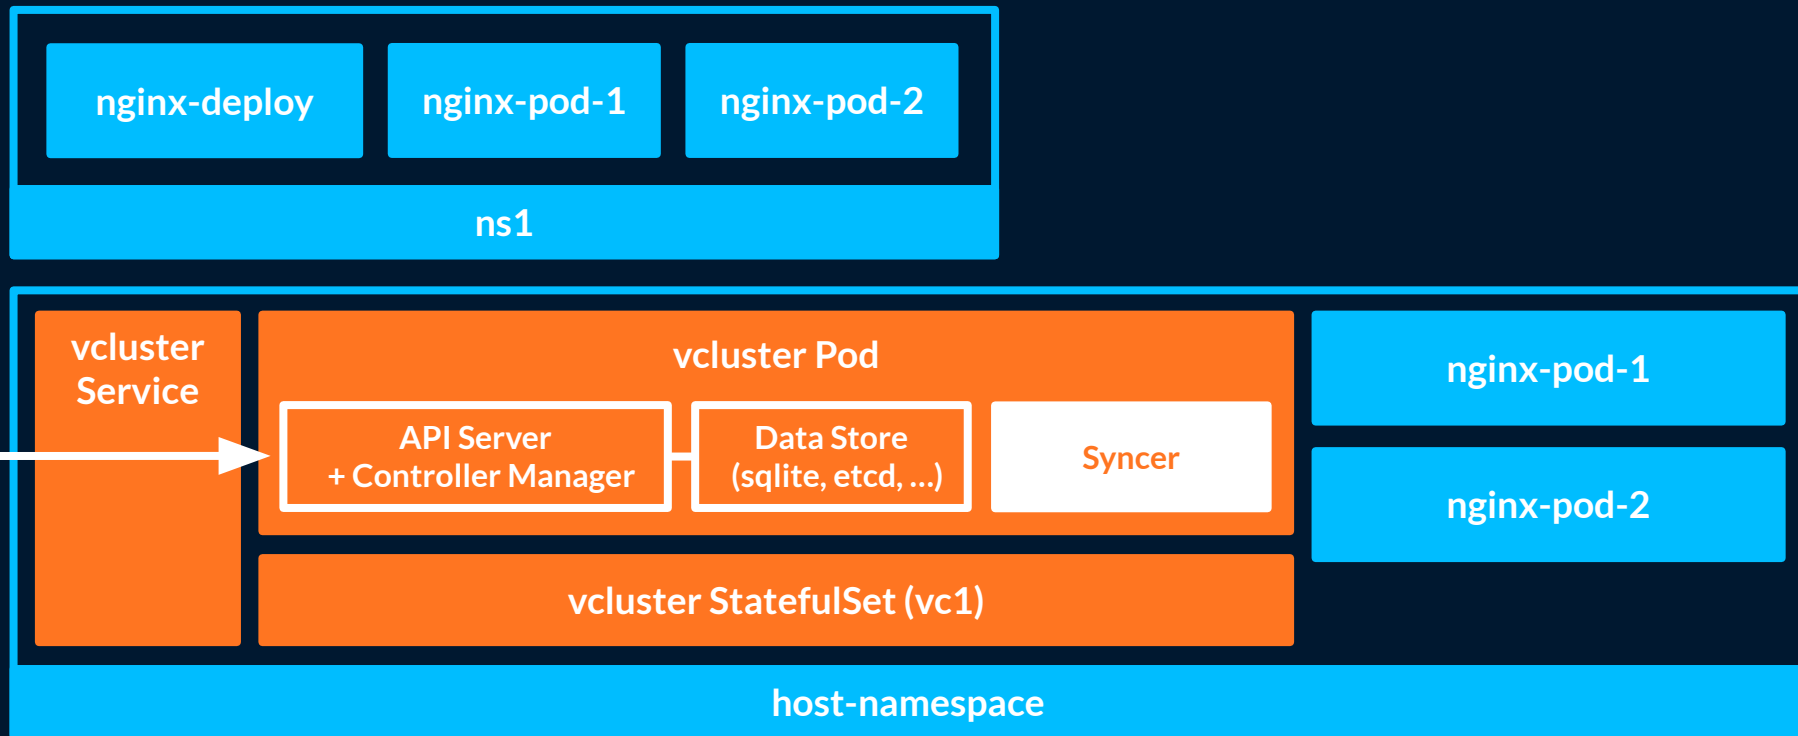 nginx-deploy
nginx-pod-1
nginx-pod-2
ns1
vcluster
Service
vcluster Pod
API Server
+ Controller Manager
Data Store
(sqlite, etcd, ...)
Syncer
vcluster StatefulSet (vc1)
nginx-pod-1
nginx-pod-2
host-namespace